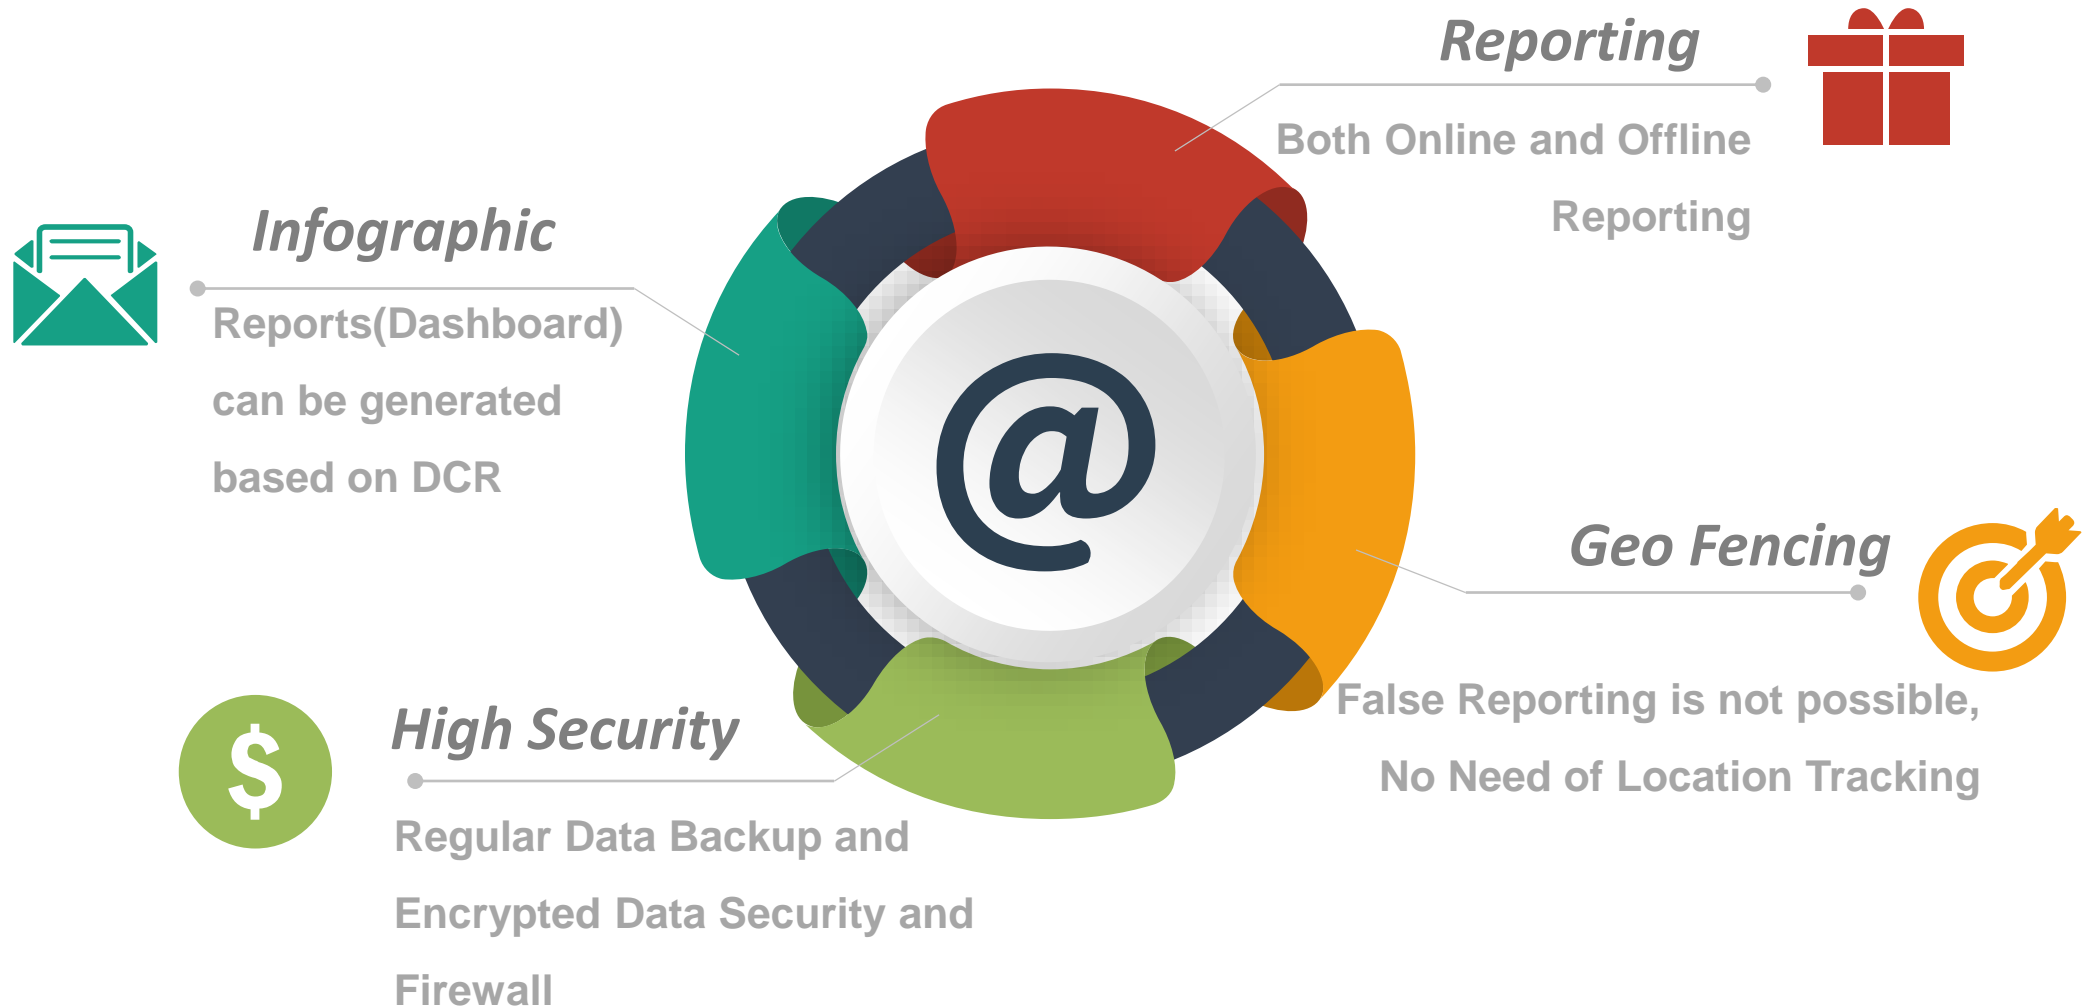 Reporting
Both Online and Offline
Reporting
Infographic
Reports(Dashboard)
can be generated
based on DCR
@
Geo Fencing
False Reporting is not possible,
No Need of Location Tracking
$
High Security
Regular Data Backup and
Encrypted Data Security and
Firewall